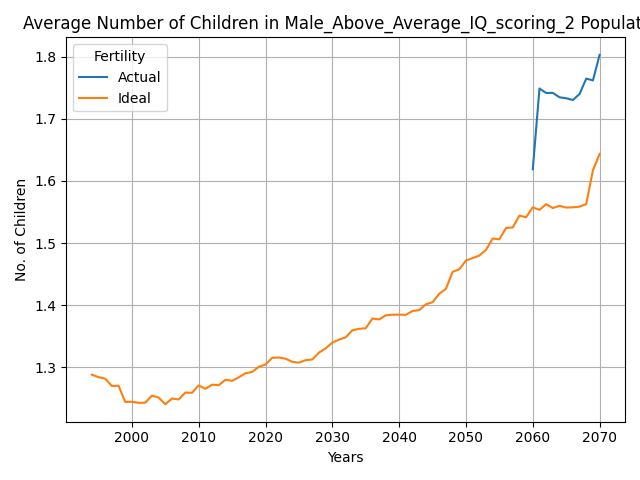 Average Number of Children in Male_Above_Average_IQ_scoring_2 Populat
Fertility
Actual
Ideal
No. of Children
1.8
1.7
1.6
1.5
1.4
1.3
2000 2010 2020 2030 2040 2050 2060 2070
Years